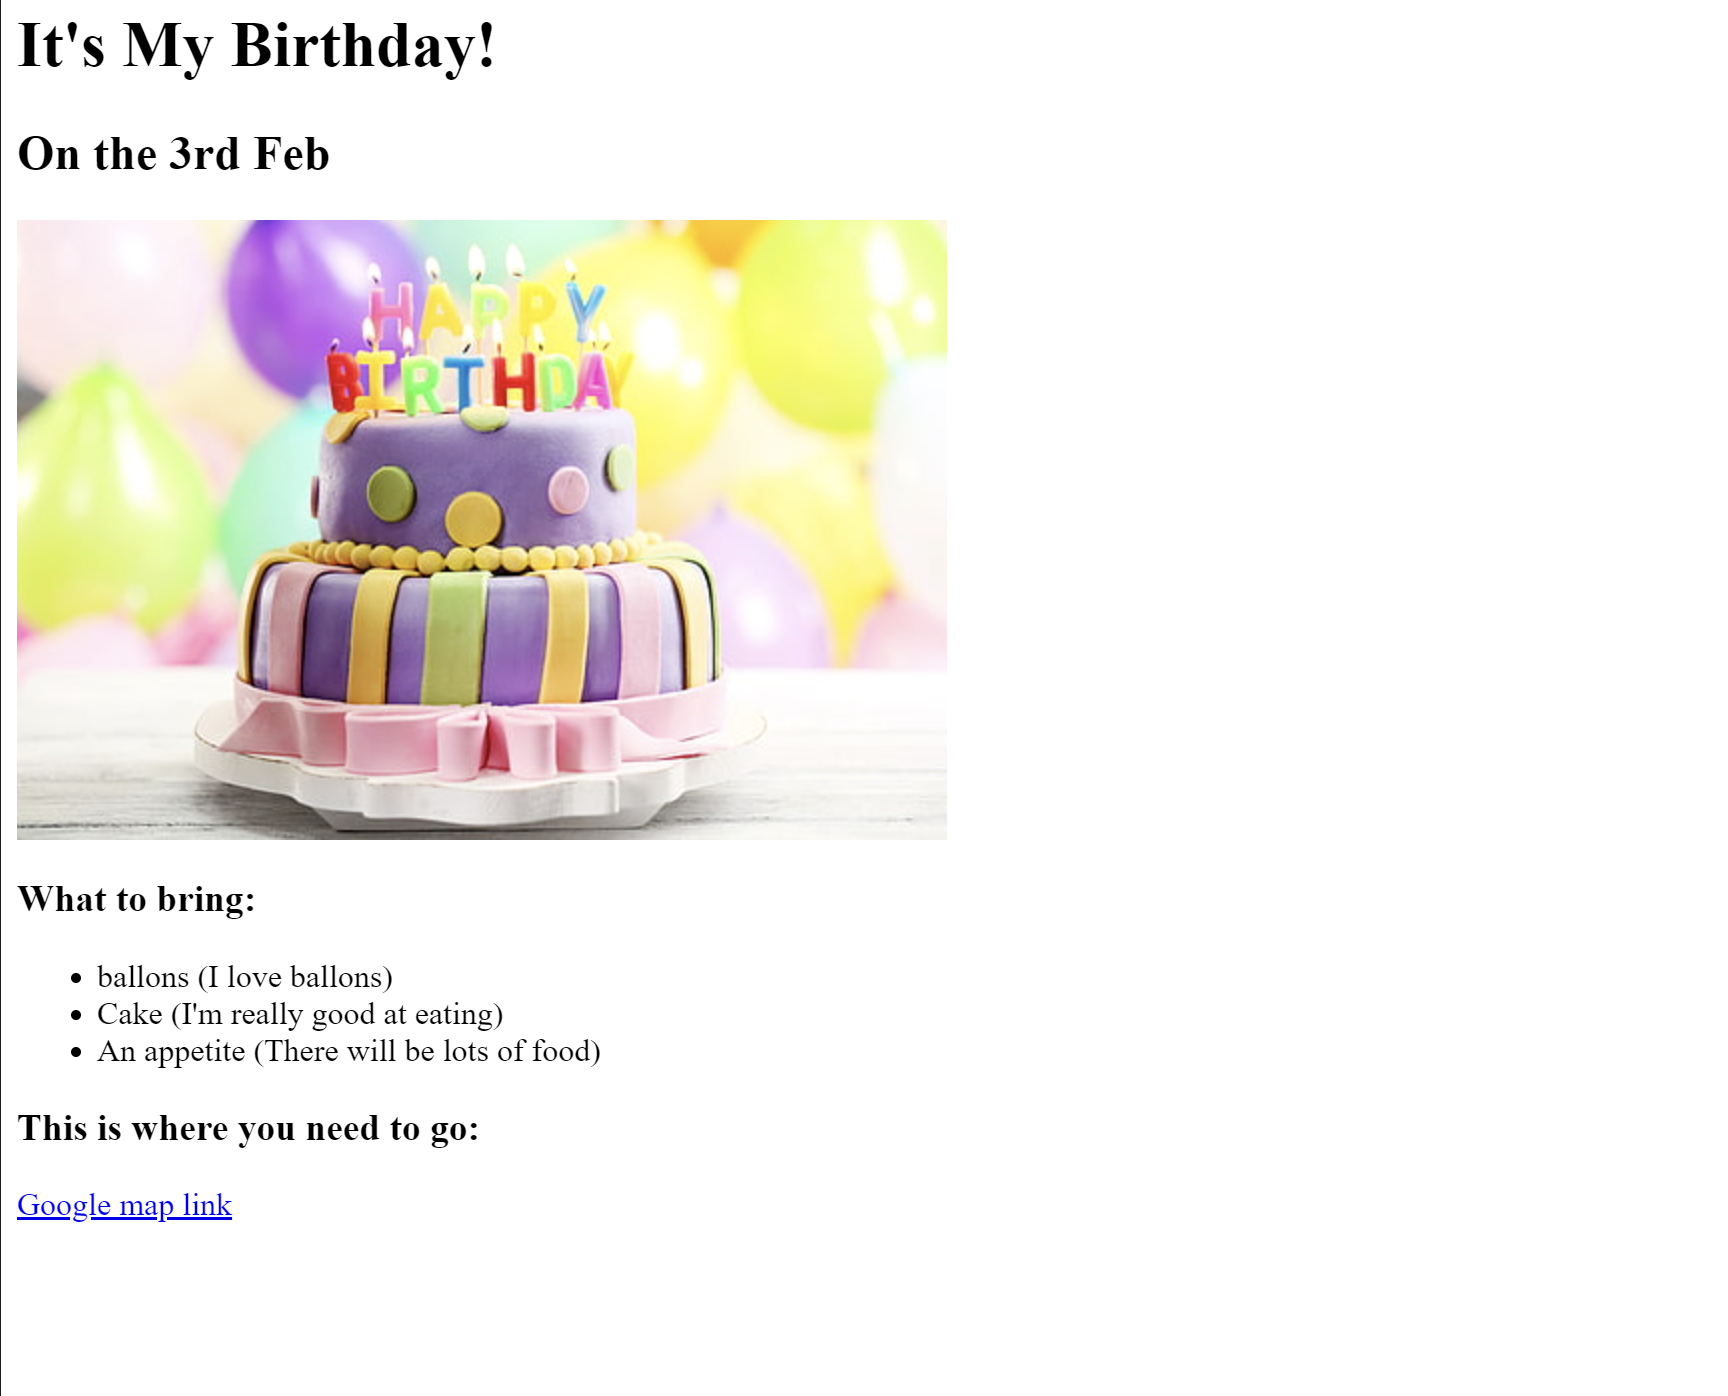 It's My Birthday!
On the 3rd Feb
HAPPY
BIRTHDAY
What to bring:
ballons (I love ballons)
Cake (I'm really good at eating)
An appetite (There will be lots of food)
This is where you need to go:
Google map link